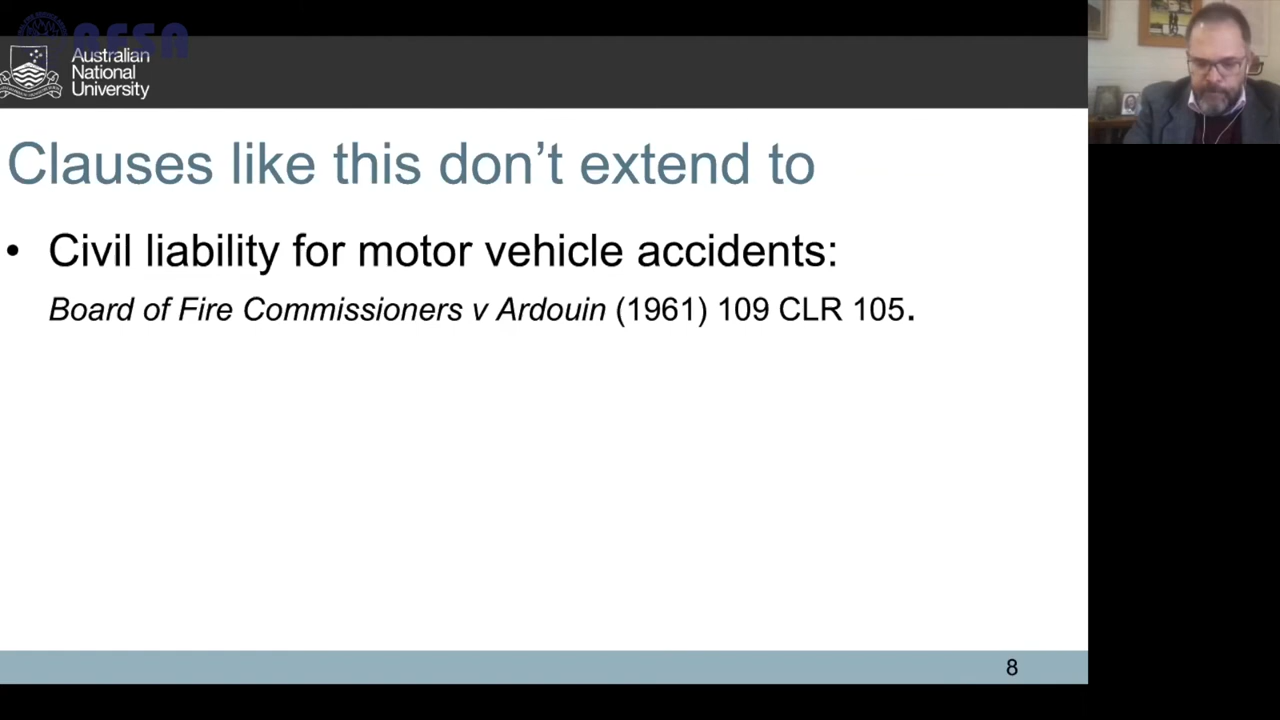 AFSA
Australian
National
University
Clauses like this don’t extend to
• Civil liability for motor vehicle accidents:
Board of Fire Commissioners v Ardouin (1961) 109 CLR 105.
8